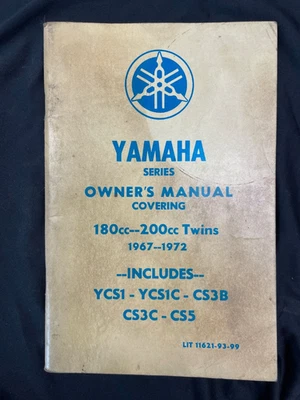 YAMAHA
SERIES
OWNER'S MANUAL
COVERING
180cc--200cc Twins
1967--1972
--INCLUDES--
YCS1 - YCS1C - CS3B
CS3C - CS5
LIT 11621-93-99